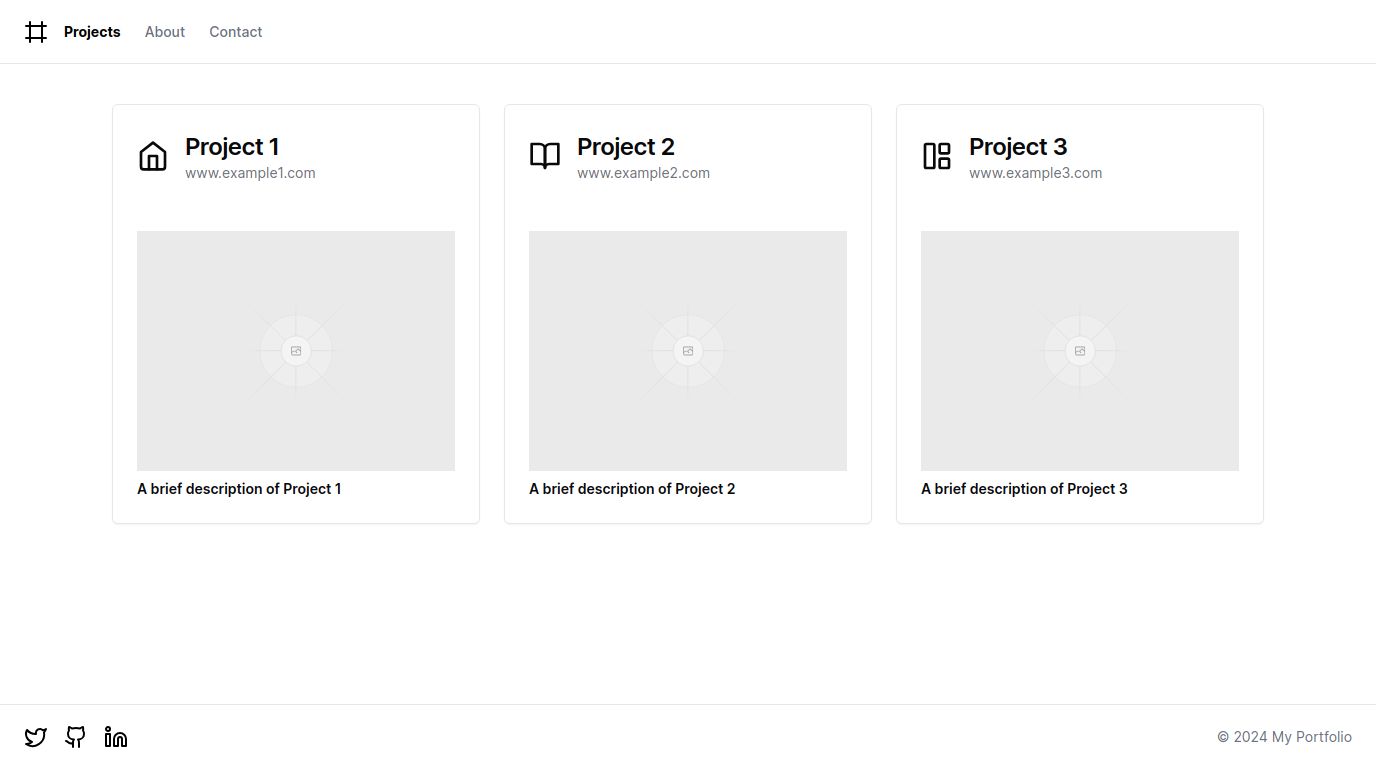 Projects About Contact
Project 1
www.example1.com
A brief description of Project 1
Project 2
www.example2.com
A brief description of Project 2
Project 3
www.example3.com
A brief description of Project 3
© 2024 My Portfolio